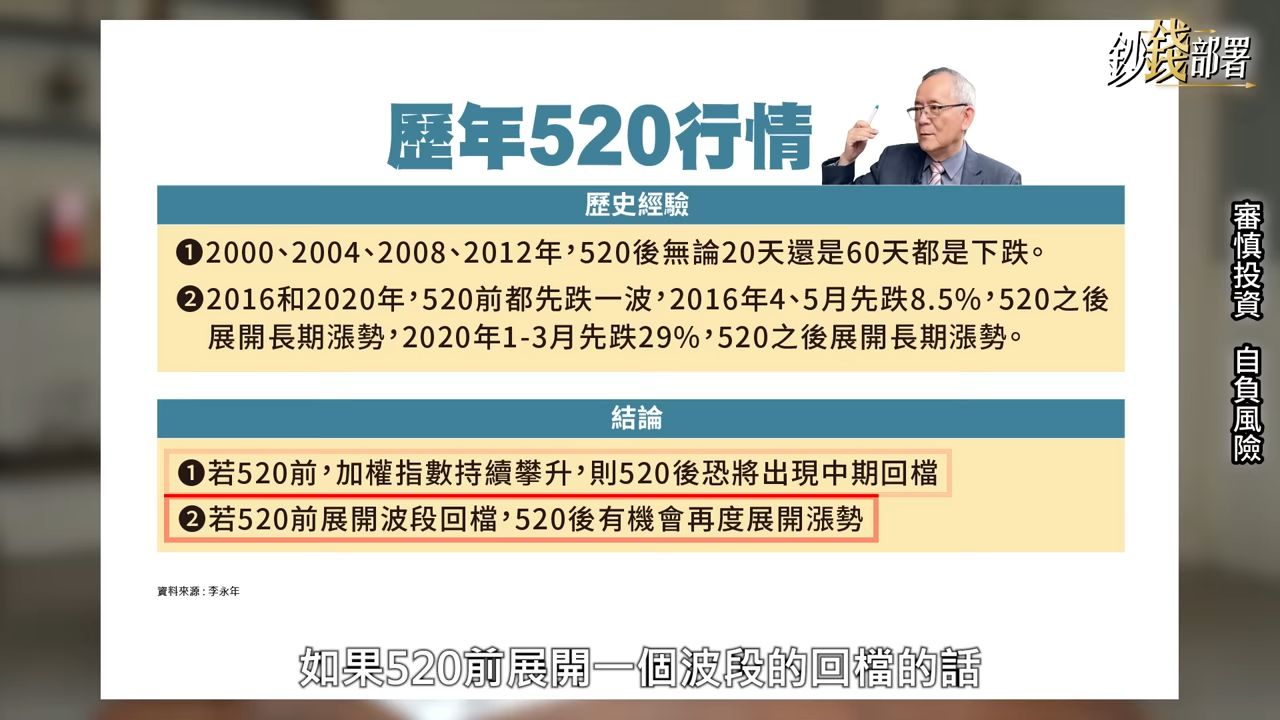 鈔錢部署
歷年520行情
歷史經驗
❶2000、2004、2008、2012年，520後無論20天還是60天都是下跌。
❷2016和2020年，520前都先跌一波，2016年4、5月先跌8.5%，520之後
展開長期漲勢，2020年1-3月先跌29%，520之後展開長期漲勢。
結論
❶若520前，加權指數持續攀升，則520後恐將出現中期回檔
❷若520前展開波段回檔，520後有機會再度展開漲勢
資料來源 : 李永年
審慎投資 自負風險
如果520前展開一個波段的回檔的話